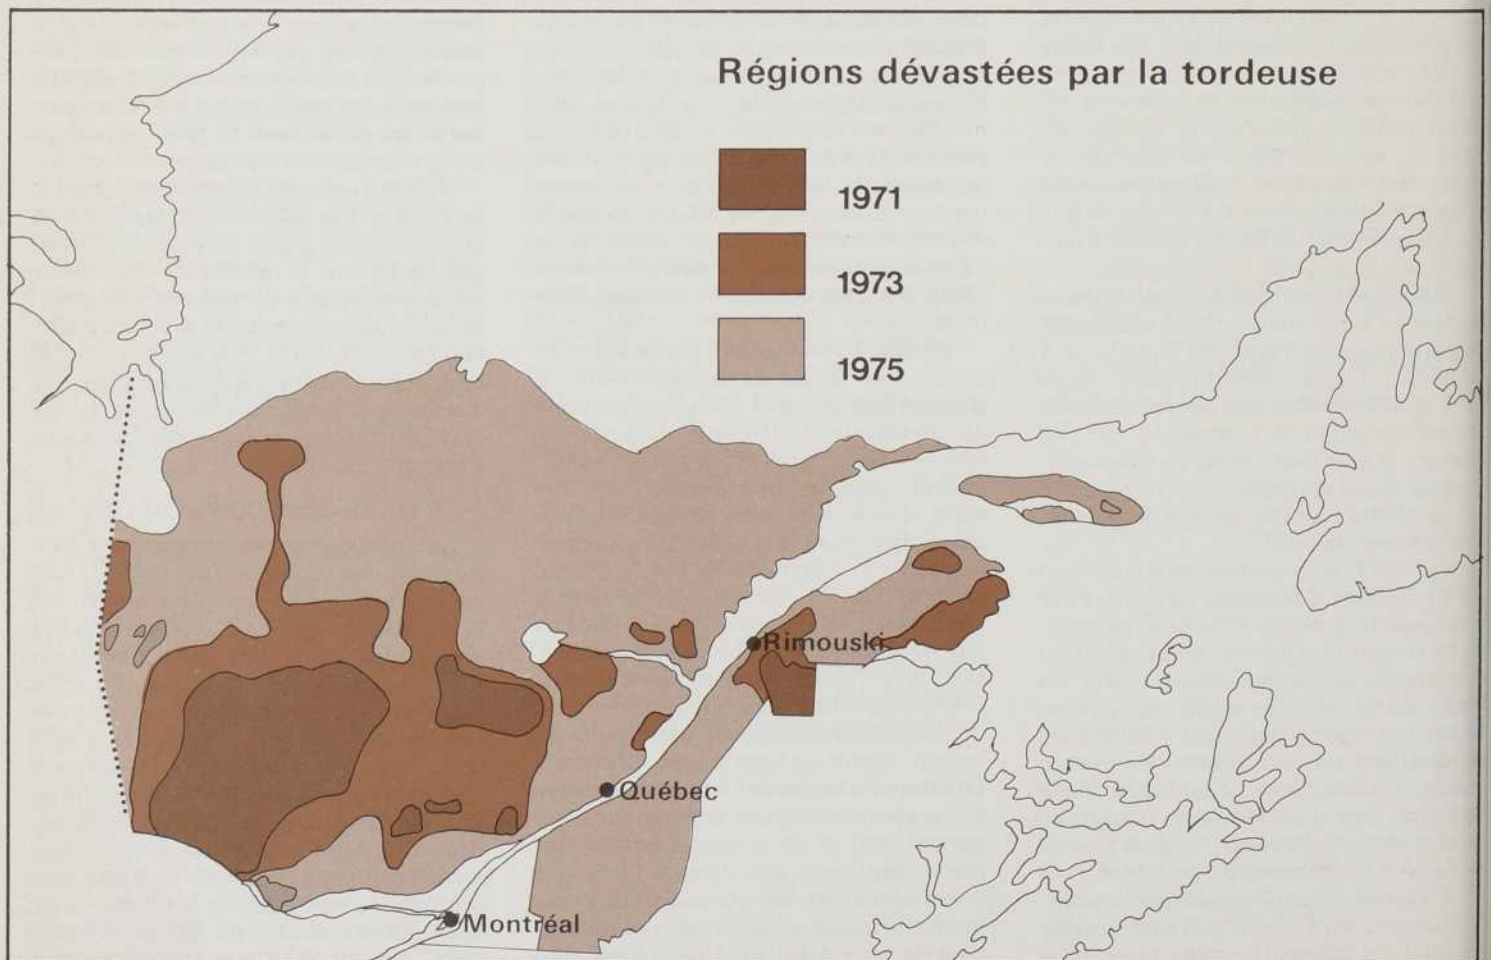 Régions dévastées par la tordeuse
1971
1973
1975
Rimouski
Québec
Montréal